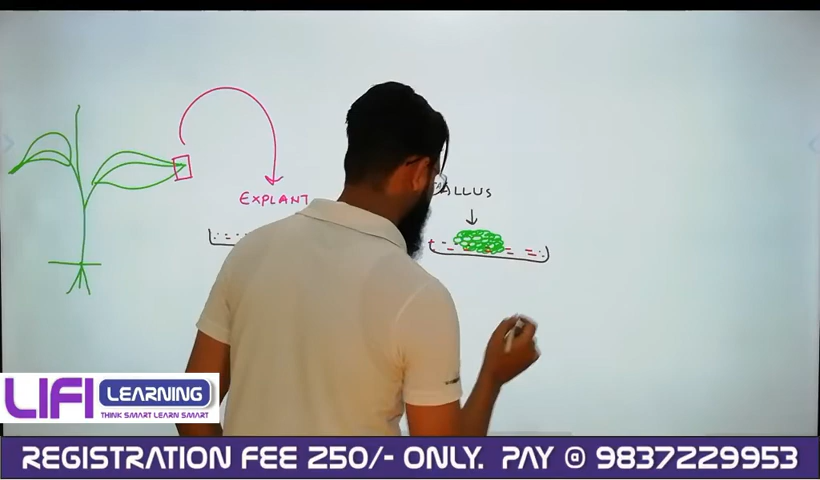 EXPLANT
ALLUS
LIFI LEARNING
THINK SMART LEARN SMART
REGISTRATION FEE 250/- ONLY. PAY @ 9837229953